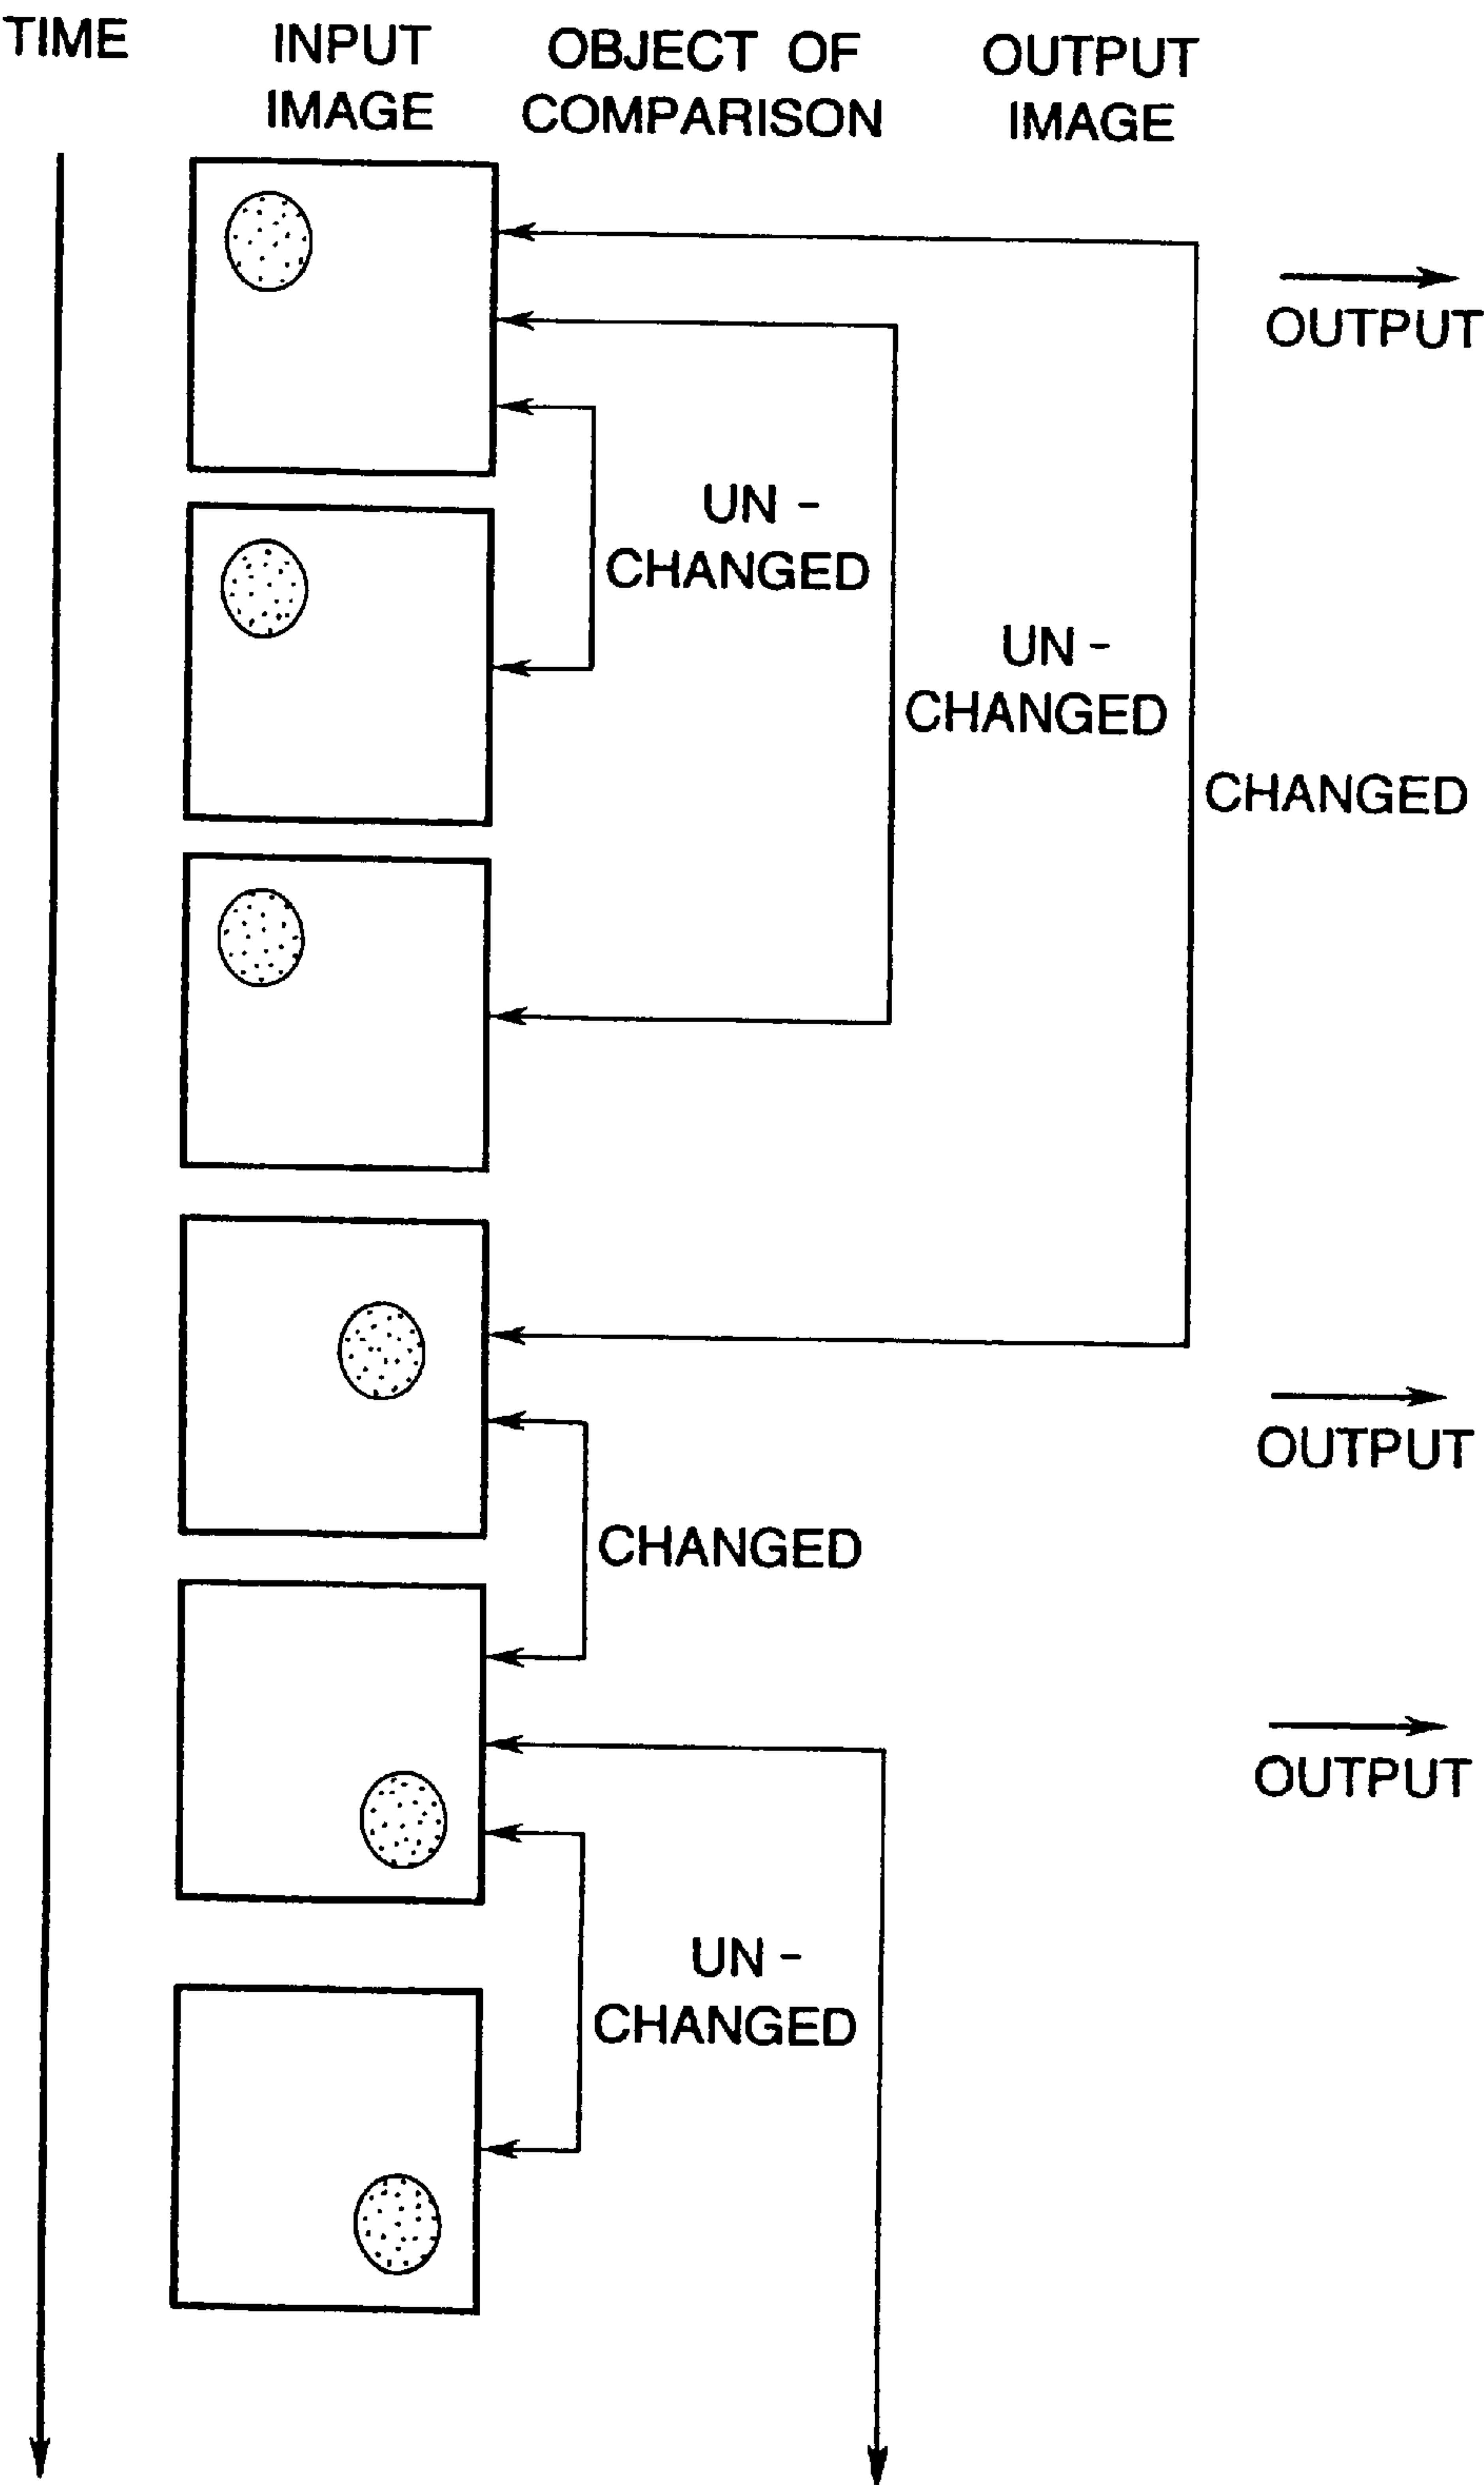 TIME
INPUT
IMAGE
OBJECT OF
COMPARISON
OUTPUT
IMAGE
OUTPUT
UN -
CHANGED
UN -
CHANGED
CHANGED
OUTPUT
CHANGED
OUTPUT
UN -
CHANGED